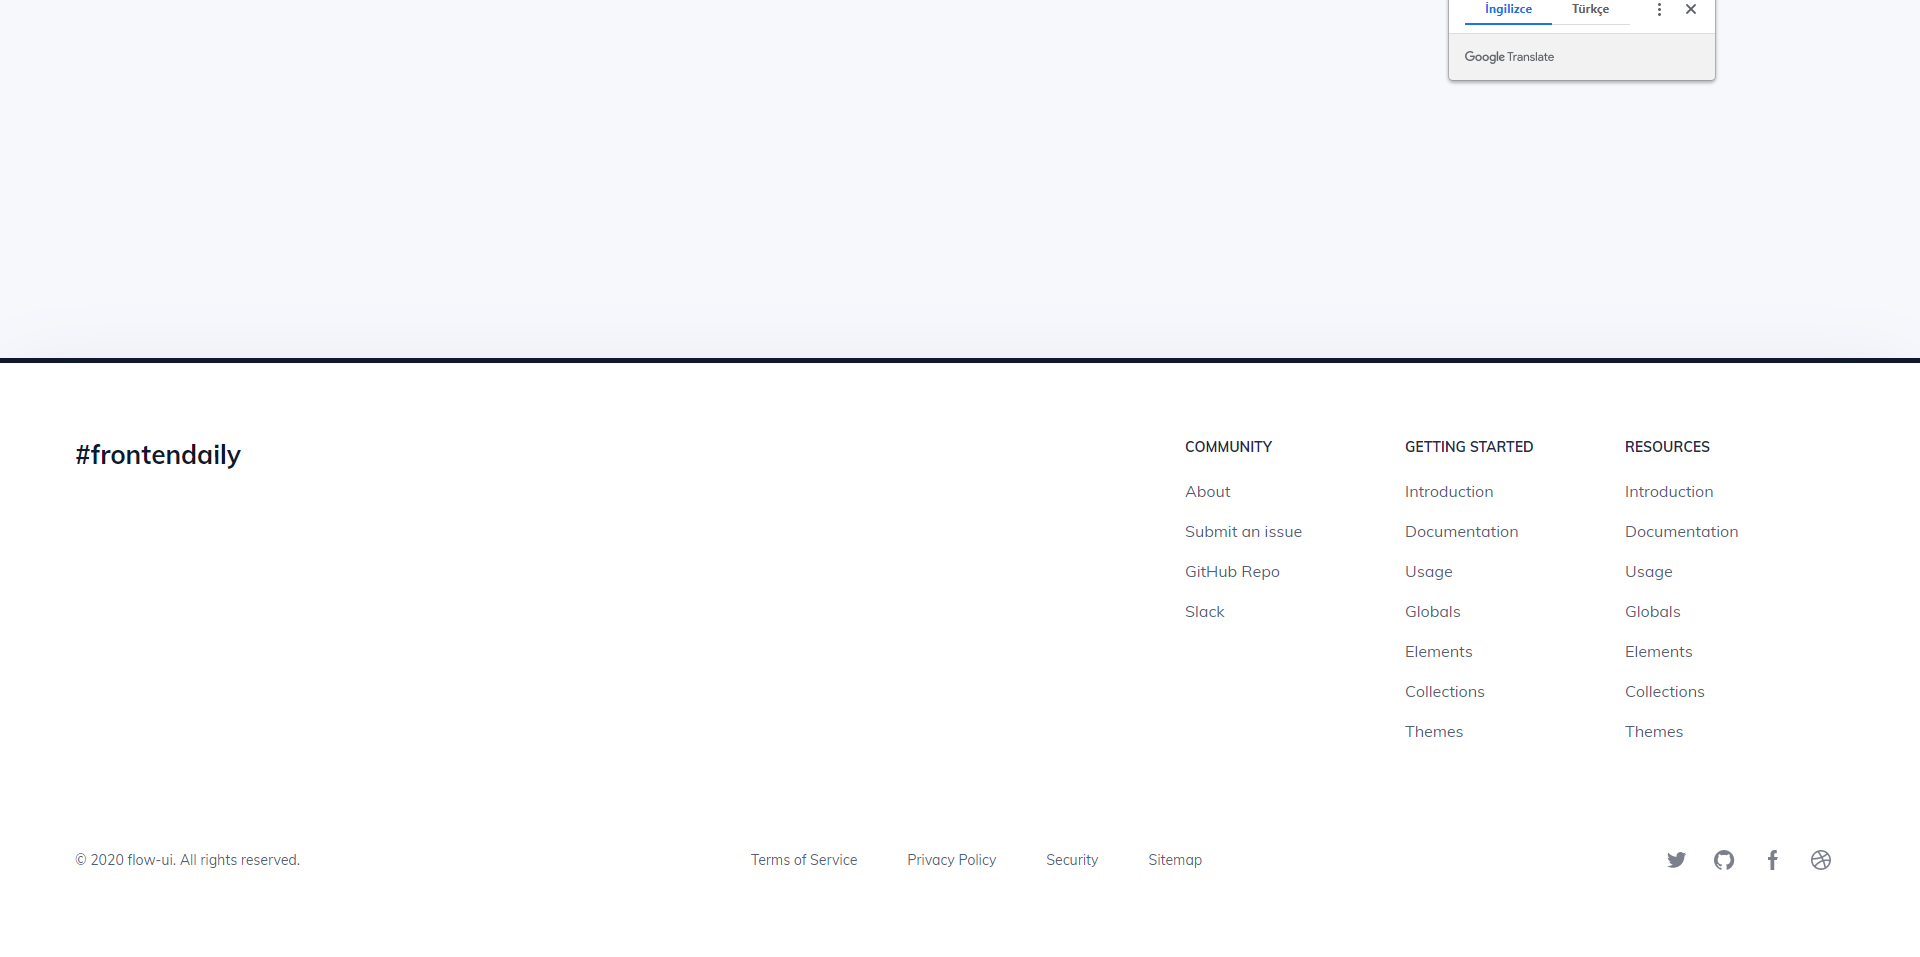 İngilizce Türkçe
Google Translate
#frontendaily
COMMUNITY
About
Submit an issue
GitHub Repo
Slack
GETTING STARTED
Introduction
Documentation
Usage
Globals
Elements
Collections
Themes
RESOURCES
Introduction
Documentation
Usage
Globals
Elements
Collections
Themes
© 2020 flow-ui. All rights reserved.
Terms of Service Privacy Policy Security Sitemap